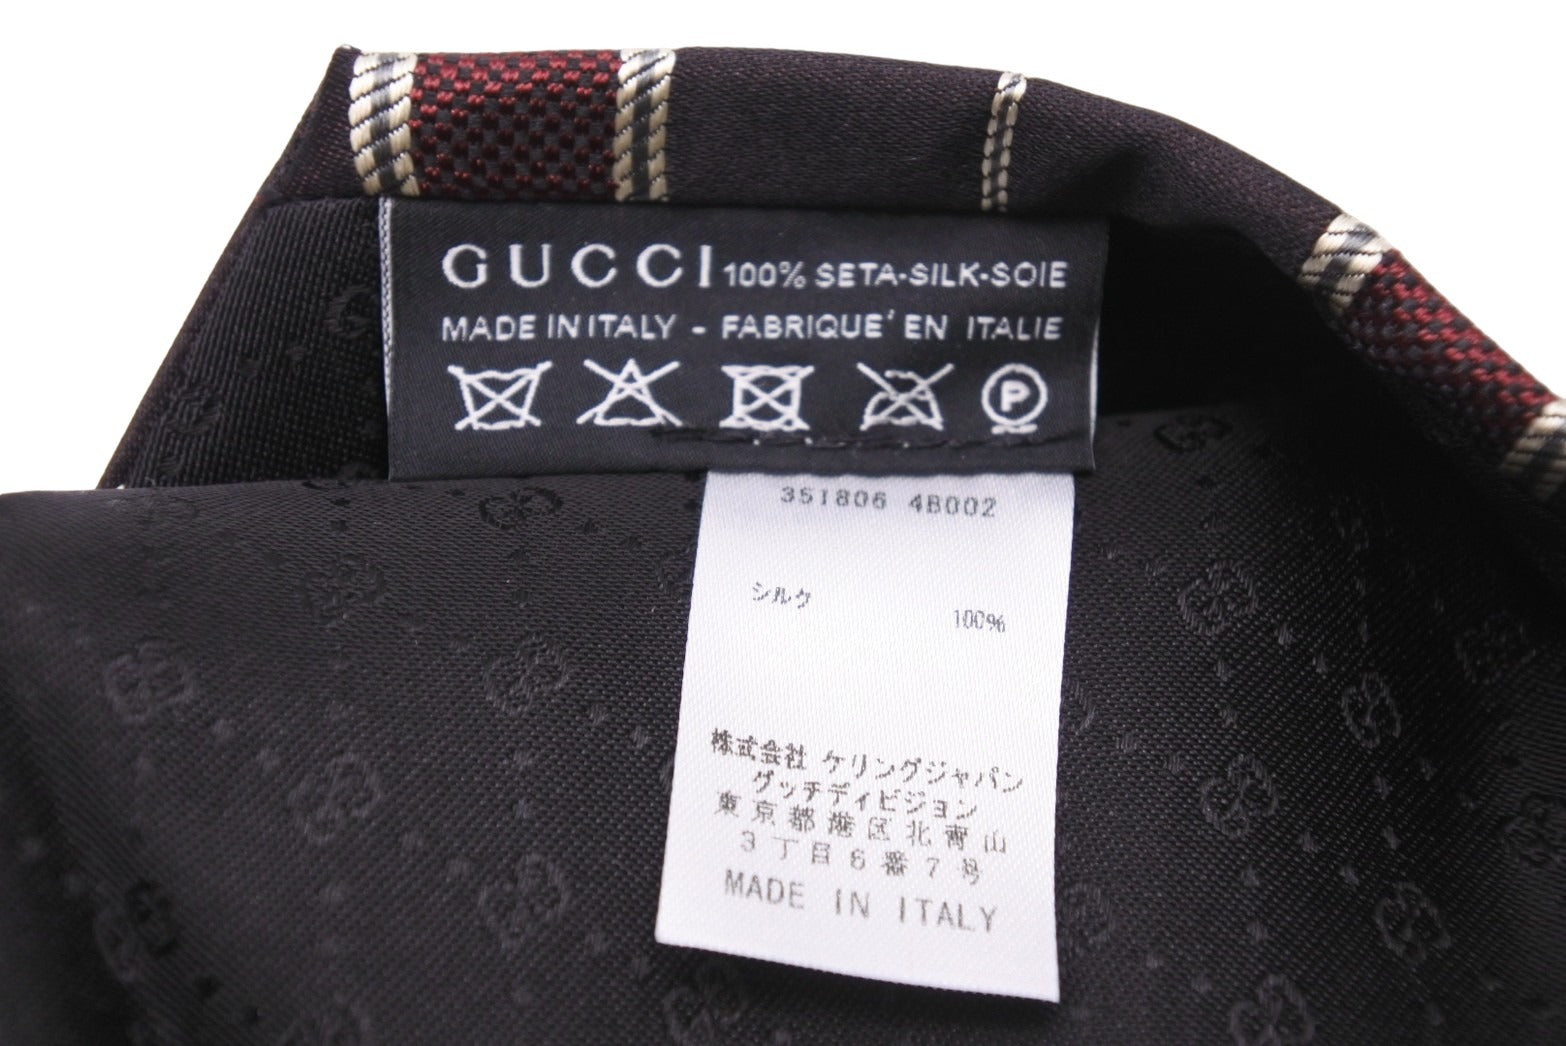 GUCCI 100% SETA-SILK-SOIE
MADE IN ITALY - FABRIQUE' EN ITALIE
P
351806 4B002
シルク 100%
株式会社 ケリングジャパン
グッチディビジョン
東京都港区北青山
3丁目6番7号
MADE IN ITALY